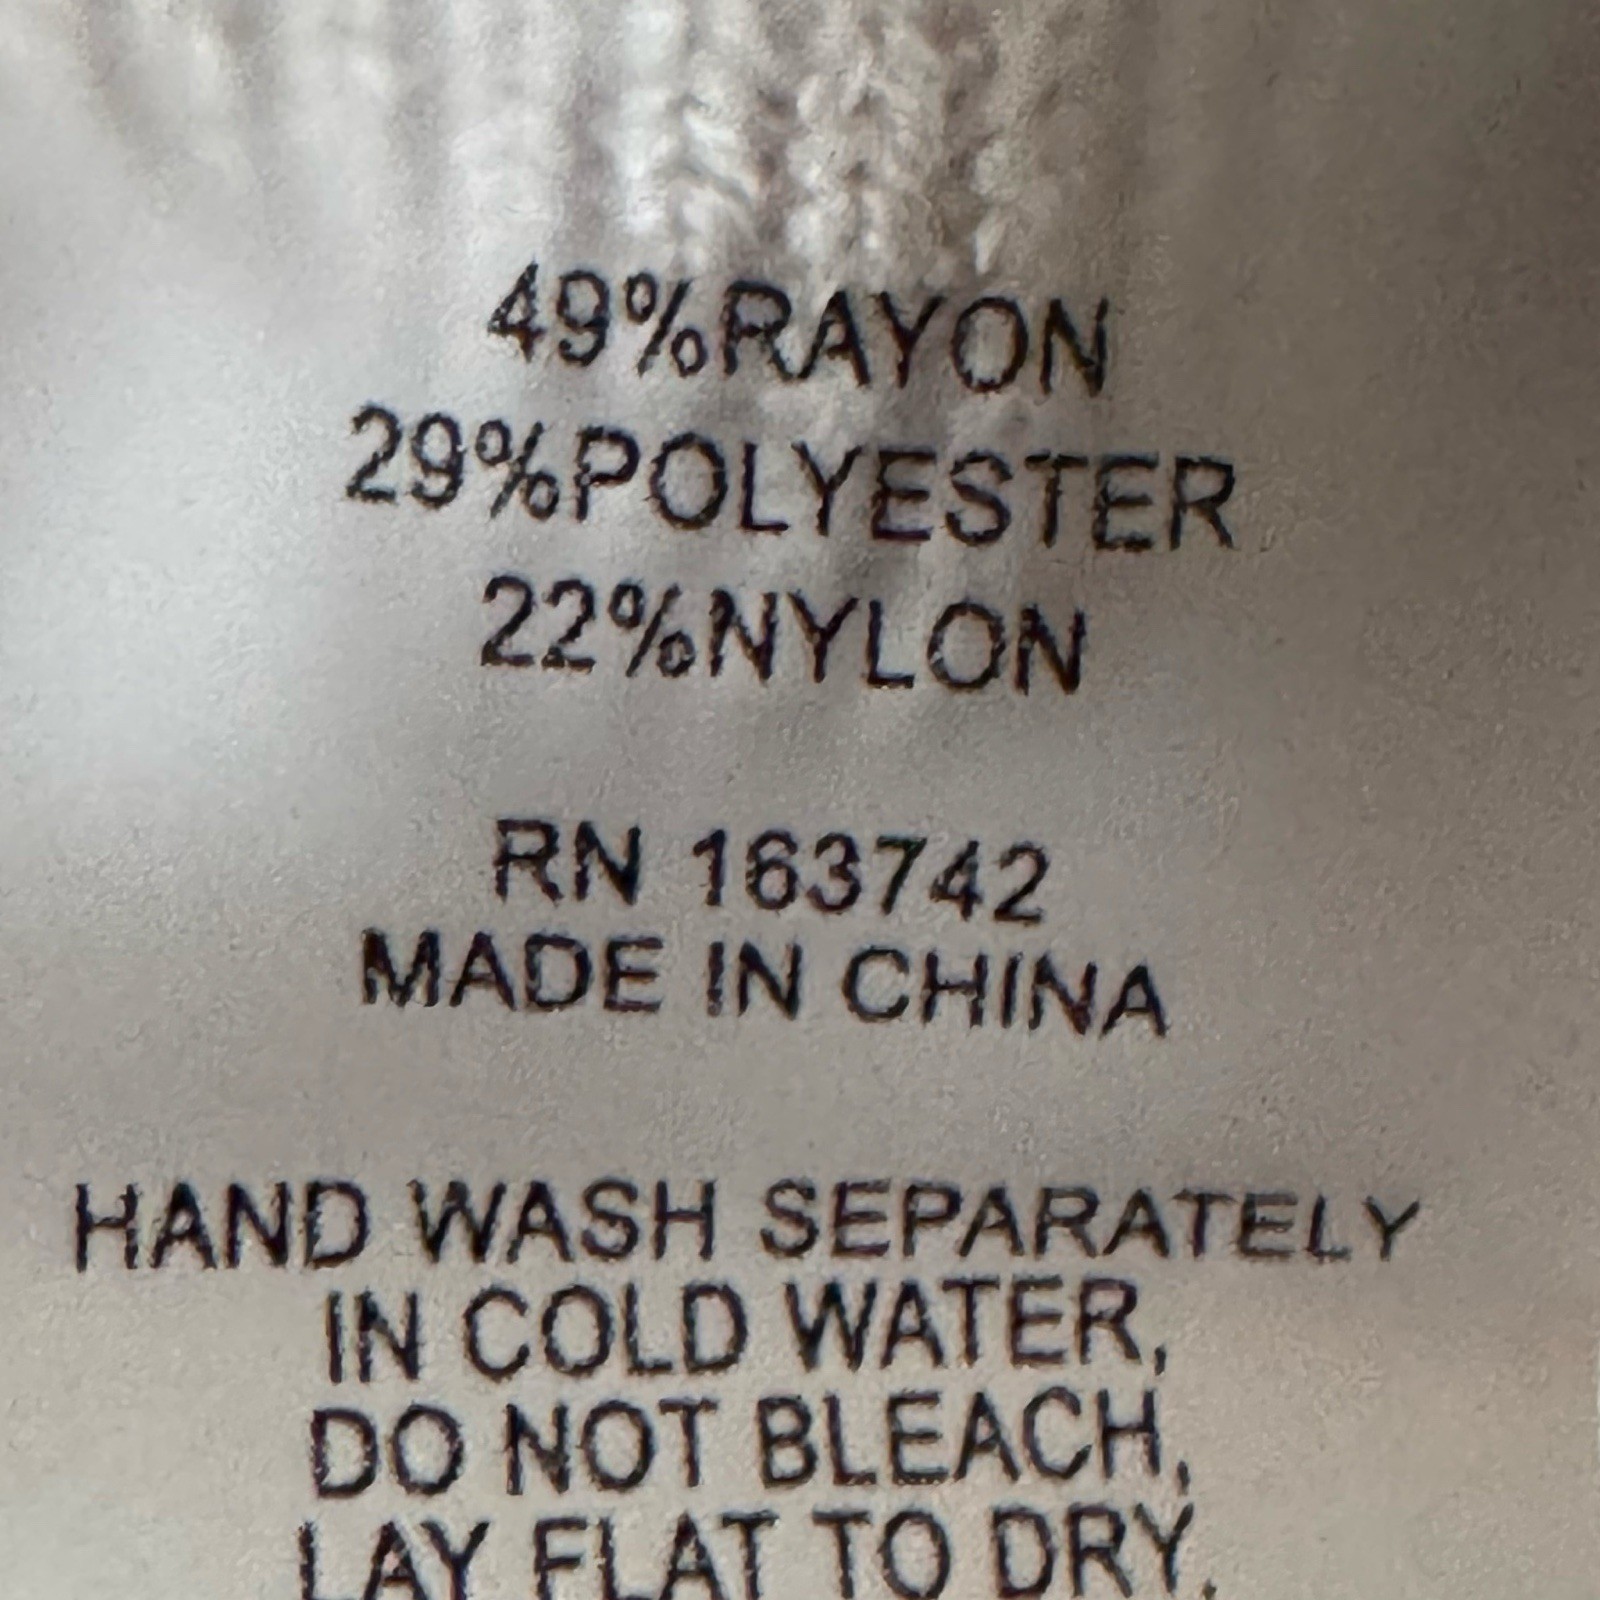 49%RAYON
29%POLYESTER
22%NYLON
RN 163742
MADE IN CHINA
HAND WASH SEPARATELY
IN COLD WATER,
DO NOT BLEACH,
LAY FLAT TO DRY,